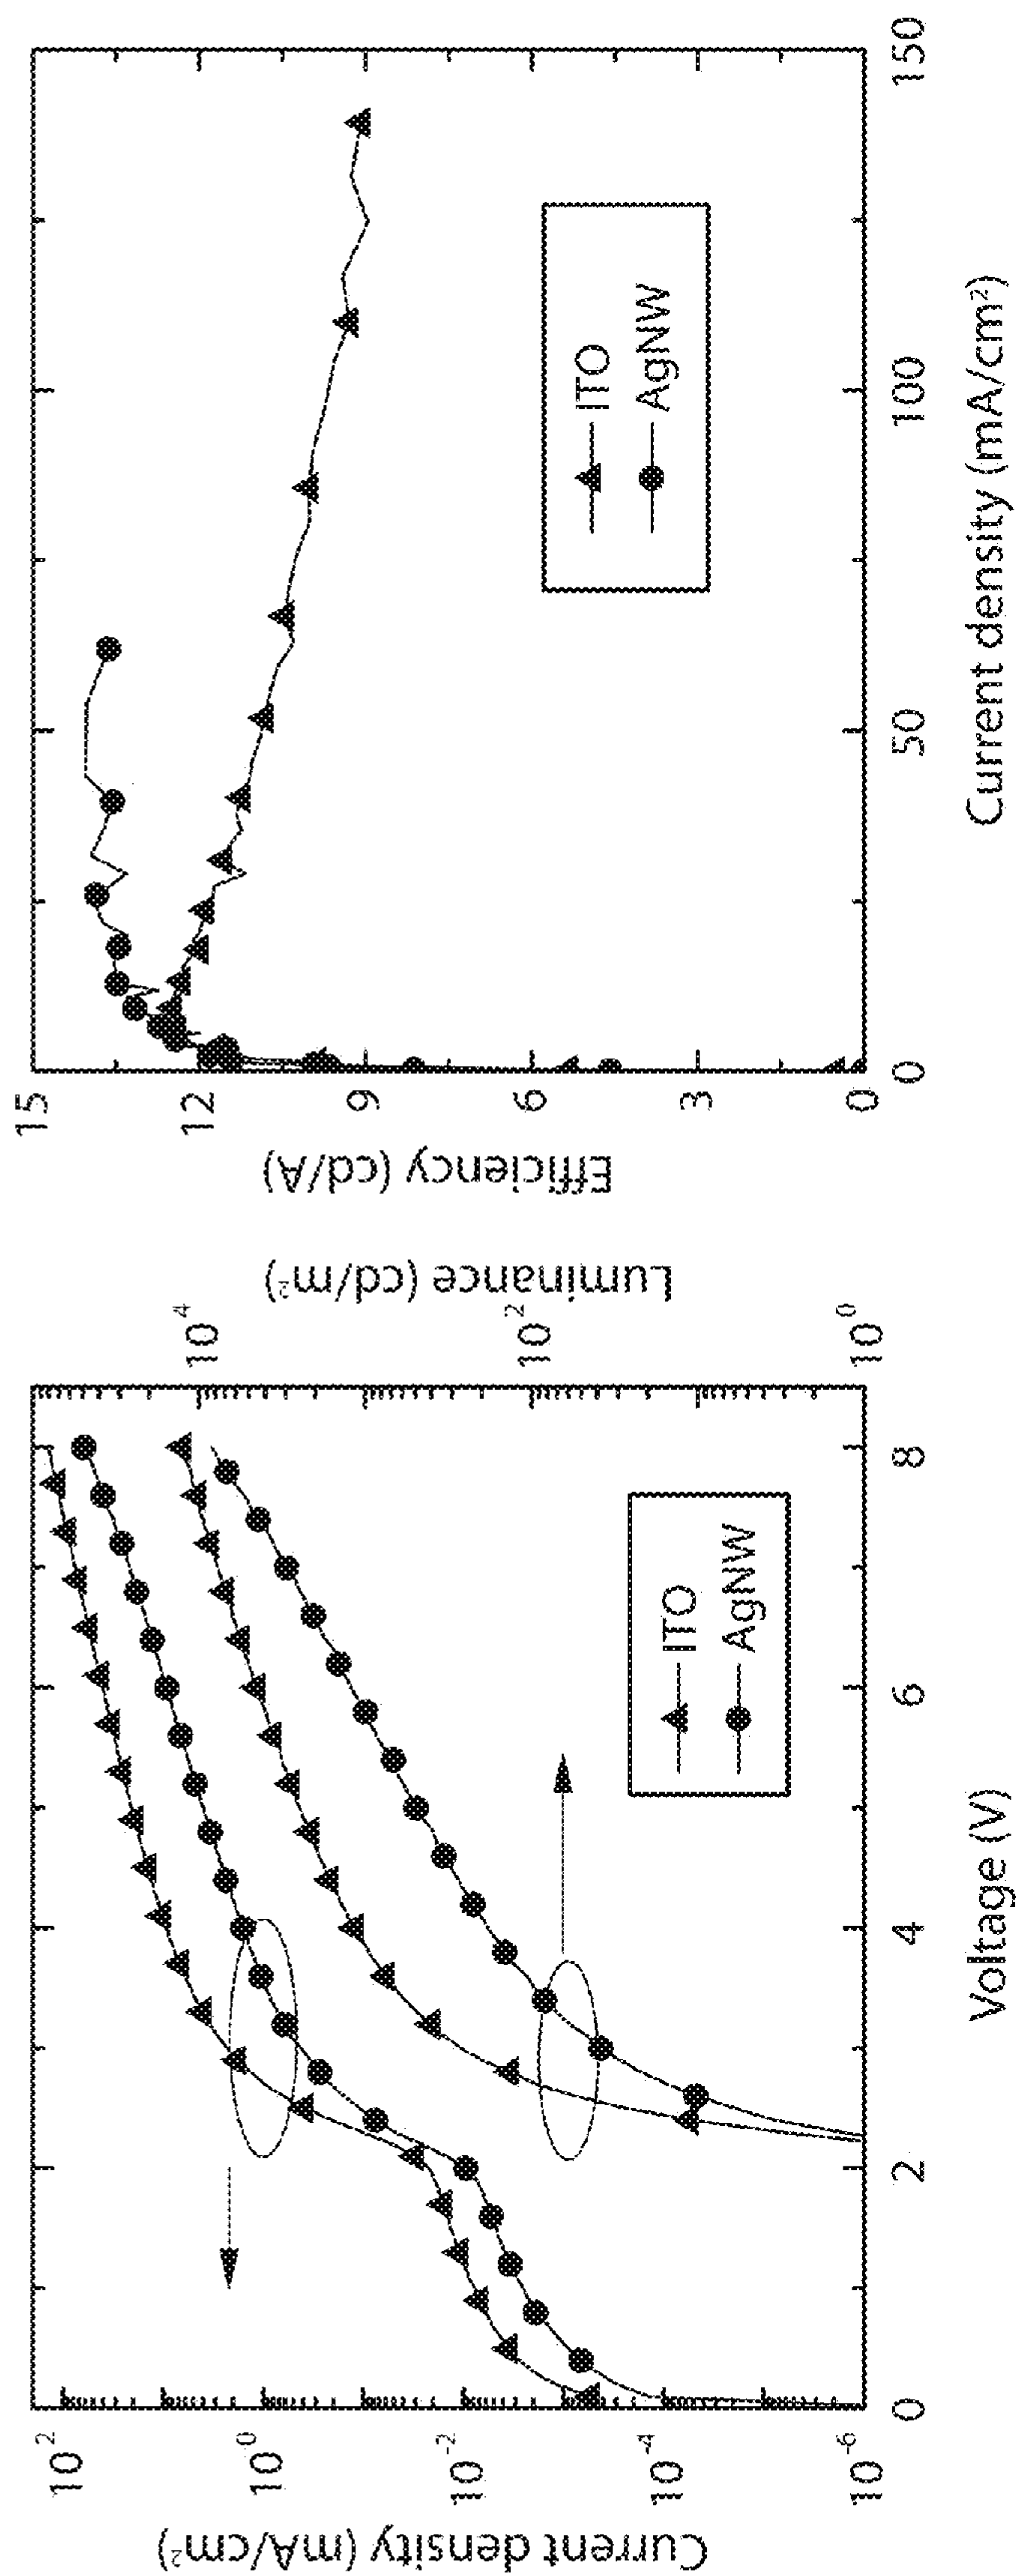 Current density (mA/cm²)
10²
10⁰
10⁻²
10⁻⁴
10⁻⁶
0
2
4
6
8
Voltage (V)
ITO
AgNW
10⁴
10²
10⁰
Luminance (cd/m²)
Efficiency (cd/A)
15
12
9
6
3
0
0
50
100
150
Current density (mA/cm²)
ITO
AgNW